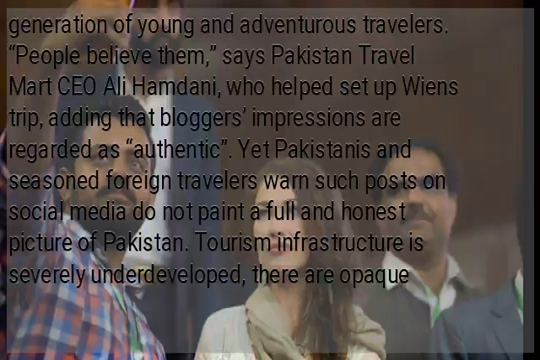 generation of young and adventurous travelers.
“People believe them,” says Pakistan Travel
Mart CEO Ali Hamdani, who helped set up Wiens
trip, adding that bloggers’ impressions are
regarded as “authentic”. Yet Pakistanis and
seasoned foreign travelers warn such posts on
social media do not paint a full and honest
picture of Pakistan. Tourism infrastructure is
severely underdeveloped, there are opaque